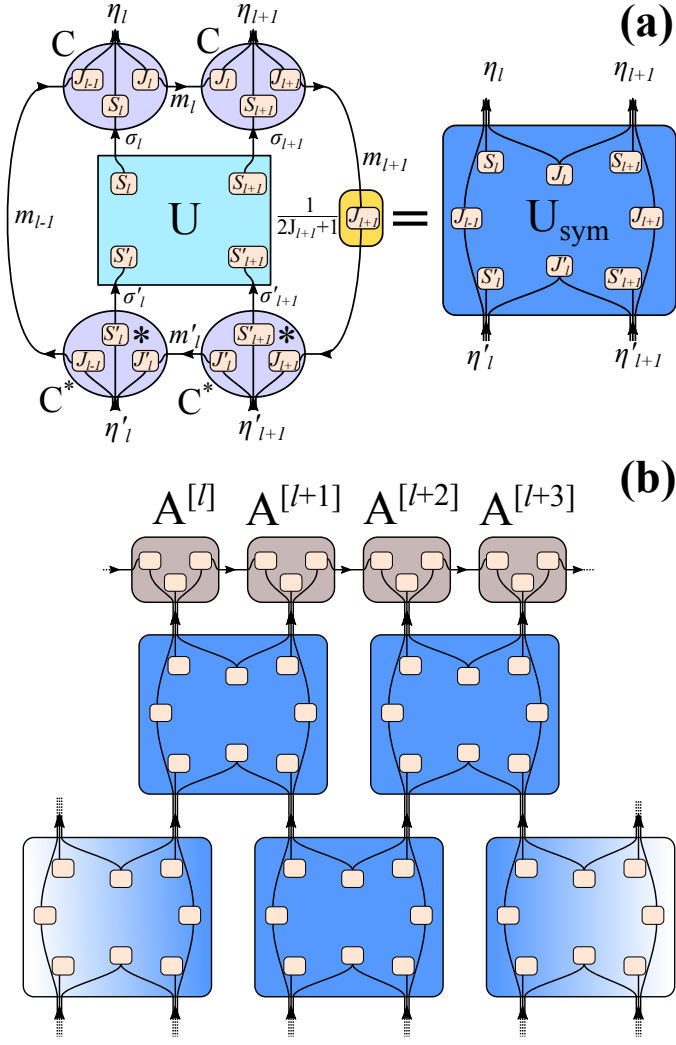 (a)
η_l η_{l+1}
C C
J_{l-1} J_l m_l J_l J_{l+1}
S_l S_{l+1}
σ_l σ_{l+1}
m_{l-1} m_{l+1}
S_l S_{l+1}
U
1/(2J_{l+1}+1) J_{l+1} =
S'_l S'_{l+1}
σ'_l σ'_{l+1}
S'_l * m'_l S'_{l+1} *
J_{l-1} J'_l J'_l J_{l+1}
C* C*
η'_l η'_{l+1}
η_l η_{l+1}
S_l J_l S_{l+1}
J_{l-1} U_sym J_{l+1}
S'_l J'_l S'_{l+1}
η'_l η'_{l+1}
(b)
A^{[l]} A^{[l+1]} A^{[l+2]} A^{[l+3]}